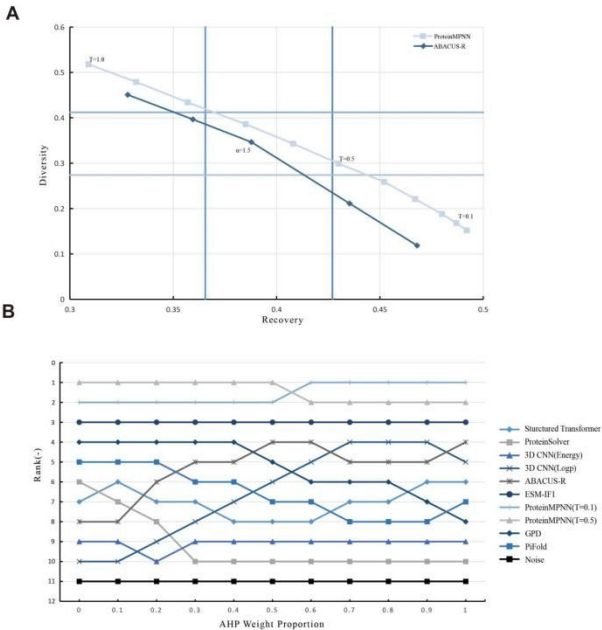 A
0.6
0.5
0.4
0.3
0.2
0.1
0
Diversity
ProteinMPNN
ABACUS-R
T=1.0
α=1.5
T=0.5
T=0.1
0.3 0.35 0.4 0.45 0.5
Recovery
B
0
1
2
3
4
5
6
7
8
9
10
11
12
Rank(-)
0 0.1 0.2 0.3 0.4 0.5 0.6 0.7 0.8 0.9 1
AHP Weight Proportion
Sturctured Transformer
ProteinSolver
3D CNN(Energy)
3D CNN(Logp)
ABACUS-R
ESM-IF1
ProteinMPNN(T=0.1)
ProteinMPNN(T=0.5)
GPD
PiFold
Noise